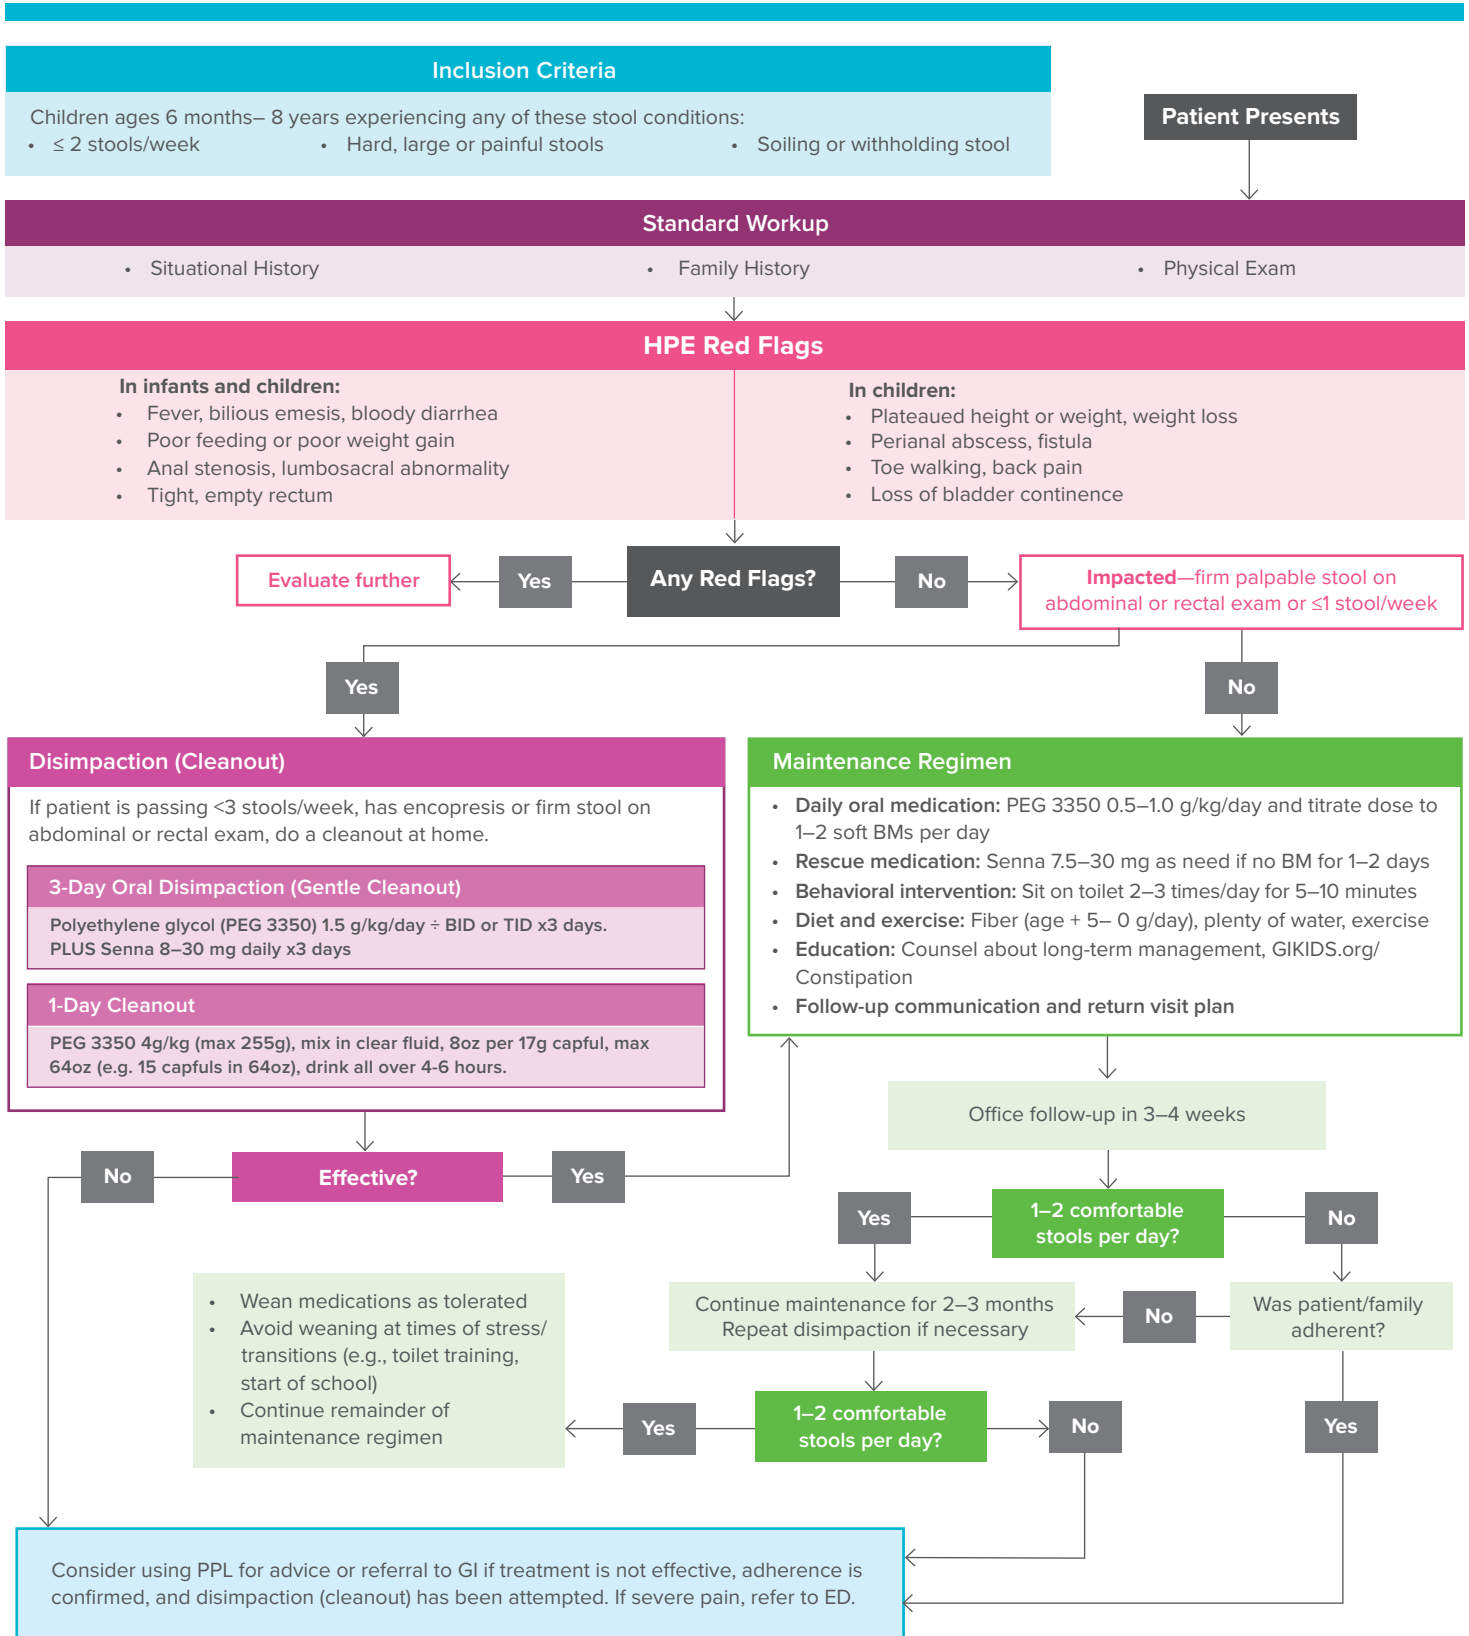 Inclusion Criteria
Children ages 6 months– 8 years experiencing any of these stool conditions:
• ≤ 2 stools/week • Hard, large or painful stools • Soiling or withholding stool
Patient Presents
Standard Workup
• Situational History • Family History • Physical Exam
HPE Red Flags
In infants and children:
• Fever, bilious emesis, bloody diarrhea
• Poor feeding or poor weight gain
• Anal stenosis, lumbosacral abnormality
• Tight, empty rectum
In children:
• Plateaued height or weight, weight loss
• Perianal abscess, fistula
• Toe walking, back pain
• Loss of bladder continence
Evaluate further
Yes
Any Red Flags?
No
Impacted—firm palpable stool on
abdominal or rectal exam or ≤1 stool/week
Yes
No
Disimpaction (Cleanout)
If patient is passing <3 stools/week, has encopresis or firm stool on
abdominal or rectal exam, do a cleanout at home.
3-Day Oral Disimpaction (Gentle Cleanout)
Polyethylene glycol (PEG 3350) 1.5 g/kg/day ÷ BID or TID x3 days.
PLUS Senna 8–30 mg daily x3 days
1-Day Cleanout
PEG 3350 4g/kg (max 255g), mix in clear fluid, 8oz per 17g capful, max
64oz (e.g. 15 capfuls in 64oz), drink all over 4-6 hours.
Maintenance Regimen
• Daily oral medication: PEG 3350 0.5–1.0 g/kg/day and titrate dose to
1–2 soft BMs per day
• Rescue medication: Senna 7.5–30 mg as need if no BM for 1–2 days
• Behavioral intervention: Sit on toilet 2–3 times/day for 5–10 minutes
• Diet and exercise: Fiber (age + 5– 0 g/day), plenty of water, exercise
• Education: Counsel about long-term management, GIKIDS.org/
Constipation
• Follow-up communication and return visit plan
Office follow-up in 3–4 weeks
No
Effective?
Yes
Yes
1–2 comfortable
stools per day?
No
• Wean medications as tolerated
• Avoid weaning at times of stress/
transitions (e.g., toilet training,
start of school)
• Continue remainder of
maintenance regimen
Continue maintenance for 2–3 months
Repeat disimpaction if necessary
No
Was patient/family
adherent?
Yes
1–2 comfortable
stools per day?
No
Yes
Consider using PPL for advice or referral to GI if treatment is not effective, adherence is
confirmed, and disimpaction (cleanout) has been attempted. If severe pain, refer to ED.